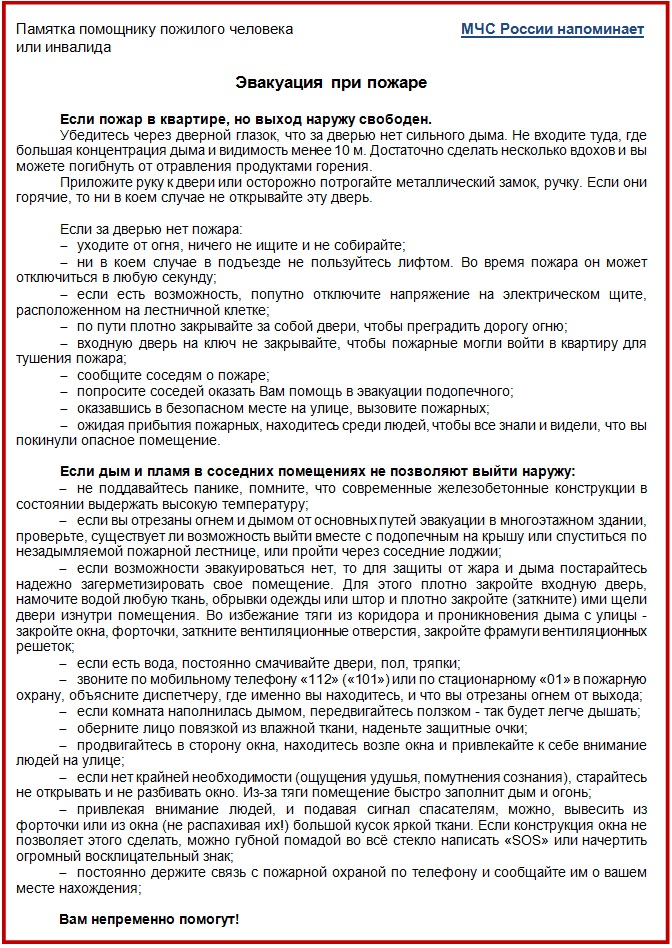 Памятка помощнику пожилого человека
или инвалида
МЧС России напоминает
Эвакуация при пожаре
Если пожар в квартире, но выход наружу свободен.
Убедитесь через дверной глазок, что за дверью нет сильного дыма. Не входите туда, где
большая концентрация дыма и видимость менее 10 м. Достаточно сделать несколько вдохов и вы
можете погибнуть от отравления продуктами горения.
Приложите руку к двери или осторожно потрогайте металлический замок, ручку. Если они
горячие, то ни в коем случае не открывайте эту дверь.
Если за дверью нет пожара:
– уходите от огня, ничего не ищите и не собирайте;
– ни в коем случае в подъезде не пользуйтесь лифтом. Во время пожара он может
отключиться в любую секунду;
– если есть возможность, попутно отключите напряжение на электрическом щите,
расположенном на лестничной клетке;
– по пути плотно закрывайте за собой двери, чтобы преградить дорогу огню;
– входную дверь на ключ не закрывайте, чтобы пожарные могли войти в квартиру для
тушения пожара;
– сообщите соседям о пожаре;
– попросите соседей оказать Вам помощь в эвакуации подопечного;
– оказавшись в безопасном месте на улице, вызовите пожарных;
– ожидая прибытия пожарных, находитесь среди людей, чтобы все знали и видели, что вы
покинули опасное помещение.
Если дым и пламя в соседних помещениях не позволяют выйти наружу:
– не поддавайтесь панике, помните, что современные железобетонные конструкции в
состоянии выдержать высокую температуру;
– если вы отрезаны огнем и дымом от основных путей эвакуации в многоэтажном здании,
проверьте, существует ли возможность выйти вместе с подопечным на крышу или спуститься по
незадымляемой пожарной лестнице, или пройти через соседние лоджии;
– если возможности эвакуироваться нет, то для защиты от жара и дыма постарайтесь
надежно загерметизировать свое помещение. Для этого плотно закройте входную дверь,
намочите водой любую ткань, обрывки одежды или штор и плотно закройте (заткните) ими щели
двери изнутри помещения. Во избежание тяги из коридора и проникновения дыма с улицы -
закройте окна, форточки, заткните вентиляционные отверстия, закройте фрамуги вентиляционных
решеток;
– если есть вода, постоянно смачивайте двери, пол, тряпки;
– звоните по мобильному телефону «112» («101») или по стационарному «01» в пожарную
охрану, объясните диспетчеру, где именно вы находитесь, и что вы отрезаны огнем от выхода;
– если комната наполнилась дымом, передвигайтесь ползком - так будет легче дышать;
– оберните лицо повязкой из влажной ткани, наденьте защитные очки;
– продвигайтесь в сторону окна, находитесь возле окна и привлекайте к себе внимание
людей на улице;
– если нет крайней необходимости (ощущения удушья, помутнения сознания), старайтесь
не открывать и не разбивать окно. Из-за тяги помещение быстро заполнит дым и огонь;
– привлекая внимание людей, и подавая сигнал спасателям, можно, вывесить из
форточки или из окна (не распахивая их!) большой кусок яркой ткани. Если конструкция окна не
позволяет этого сделать, можно губной помадой во всё стекло написать «SOS» или начертить
огромный восклицательный знак;
– постоянно держите связь с пожарной охраной по телефону и сообщайте им о вашем
месте нахождения;
Вам непременно помогут!